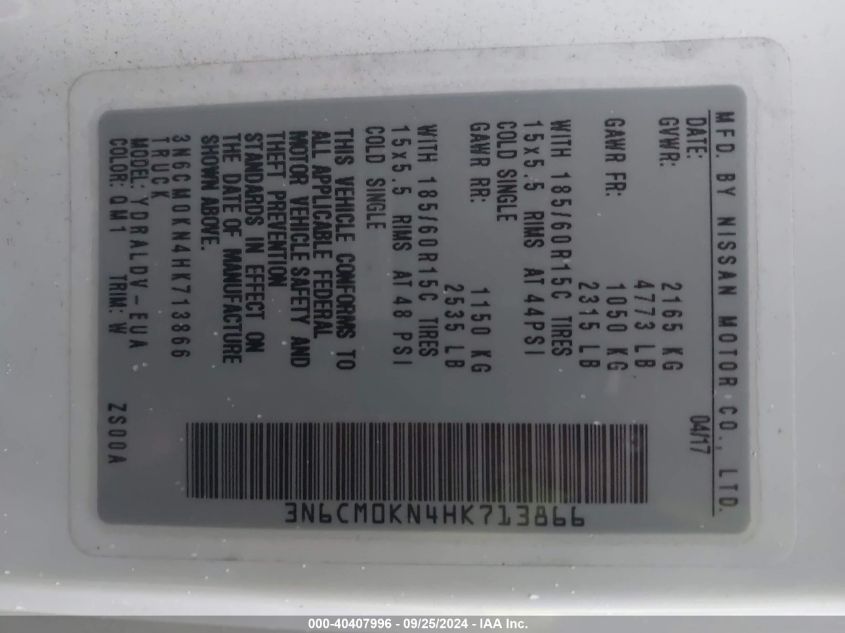 MFD. BY NISSAN MOTOR CO., LTD.
DATE: 04/17
GVWR: 2165 KG
4773 LB
GAWR FR: 1050 KG
2315 LB
WITH 185/60R15C TIRES
15x5.5 RIMS AT 44PSI
COLD SINGLE
GAWR RR: 1150 KG
2535 LB
WITH 185/60R15C TIRES
15x5.5 RIMS AT 48 PSI
COLD SINGLE
THIS VEHICLE CONFORMS TO
ALL APPLICABLE FEDERAL
MOTOR VEHICLE SAFETY AND
THEFT PREVENTION
STANDARDS IN EFFECT ON
THE DATE OF MANUFACTURE
SHOWN ABOVE.
3N6CM0KN4HK713866
TRUCK
MODEL: YDRALDV-EUA
COLOR: QM1 TRIM: W ZS00A
3N6CM0KN4HK713866
000-40407996 - 09/25/2024 - IAA Inc.